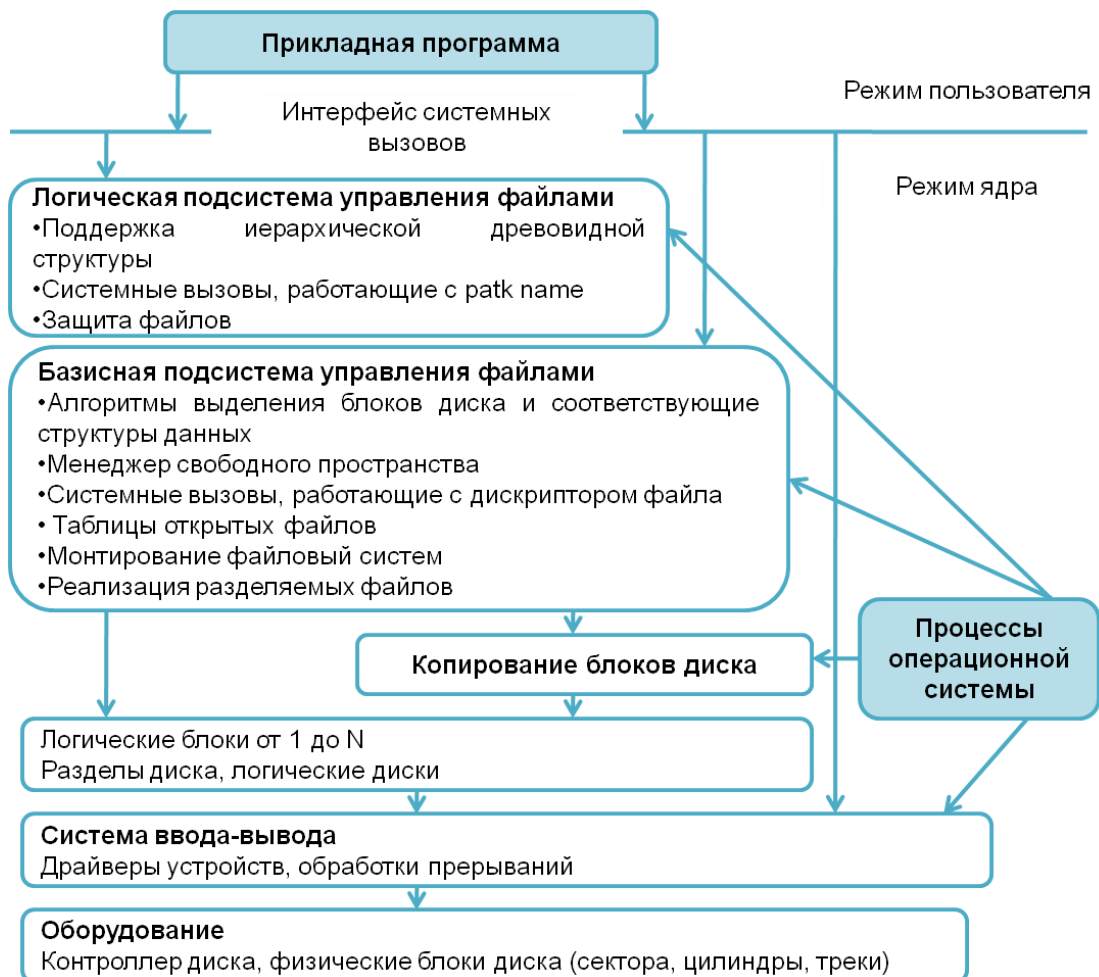 Прикладная программа
Режим пользователя
Интерфейс системных
вызовов
Режим ядра
Логическая подсистема управления файлами
•Поддержка иерархической древовидной
структуры
•Системные вызовы, работающие с patk name
•Защита файлов
Базисная подсистема управления файлами
•Алгоритмы выделения блоков диска и соответствующие
структуры данных
•Менеджер свободного пространства
•Системные вызовы, работающие с дискриптором файла
• Таблицы открытых файлов
•Монтирование файловый систем
•Реализация разделяемых файлов
Процессы
операционной
системы
Копирование блоков диска
Логические блоки от 1 до N
Разделы диска, логические диски
Система ввода-вывода
Драйверы устройств, обработки прерываний
Оборудование
Контроллер диска, физические блоки диска (сектора, цилиндры, треки)